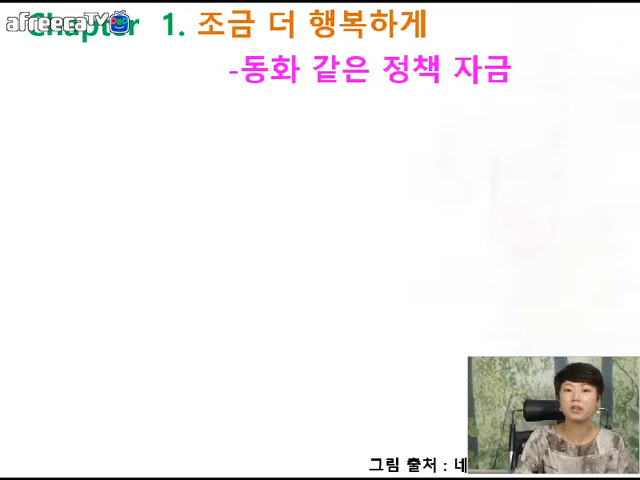 afreecaTV
Chapter 1. 조금 더 행복하게
-동화 같은 정책 자금
그림 출처 : 네